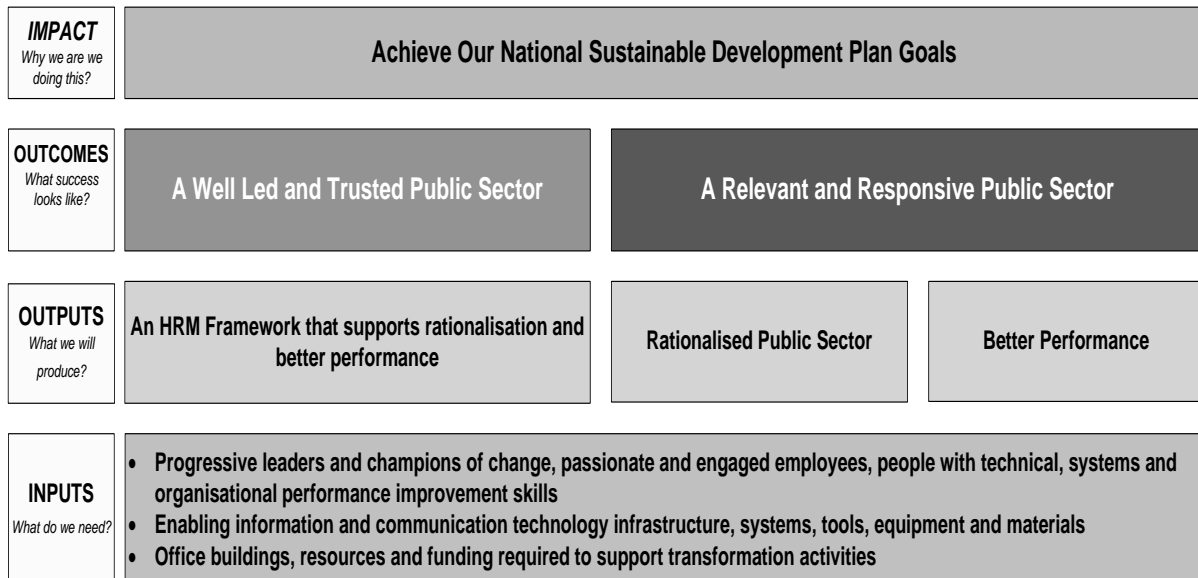 IMPACT
Why we are we
doing this?
Achieve Our National Sustainable Development Plan Goals
OUTCOMES
What success
looks like?
A Well Led and Trusted Public Sector
A Relevant and Responsive Public Sector
OUTPUTS
What we will
produce?
An HRM Framework that supports rationalisation and
better performance
Rationalised Public Sector
Better Performance
INPUTS
What do we need?
• Progressive leaders and champions of change, passionate and engaged employees, people with technical, systems and
organisational performance improvement skills
• Enabling information and communication technology infrastructure, systems, tools, equipment and materials
• Office buildings, resources and funding required to support transformation activities